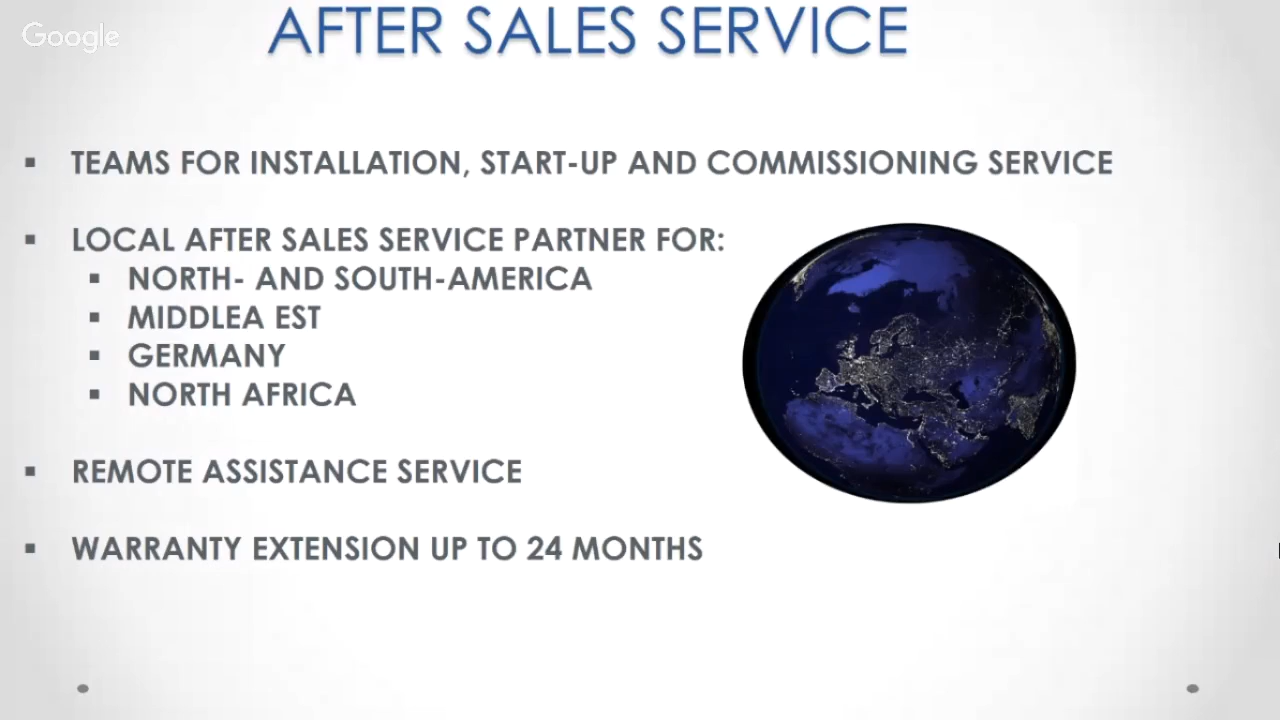 Google
AFTER SALES SERVICE
▪ TEAMS FOR INSTALLATION, START-UP AND COMMISSIONING SERVICE
▪ LOCAL AFTER SALES SERVICE PARTNER FOR:
▪ NORTH- AND SOUTH-AMERICA
▪ MIDDLEA EST
▪ GERMANY
▪ NORTH AFRICA
▪ REMOTE ASSISTANCE SERVICE
▪ WARRANTY EXTENSION UP TO 24 MONTHS